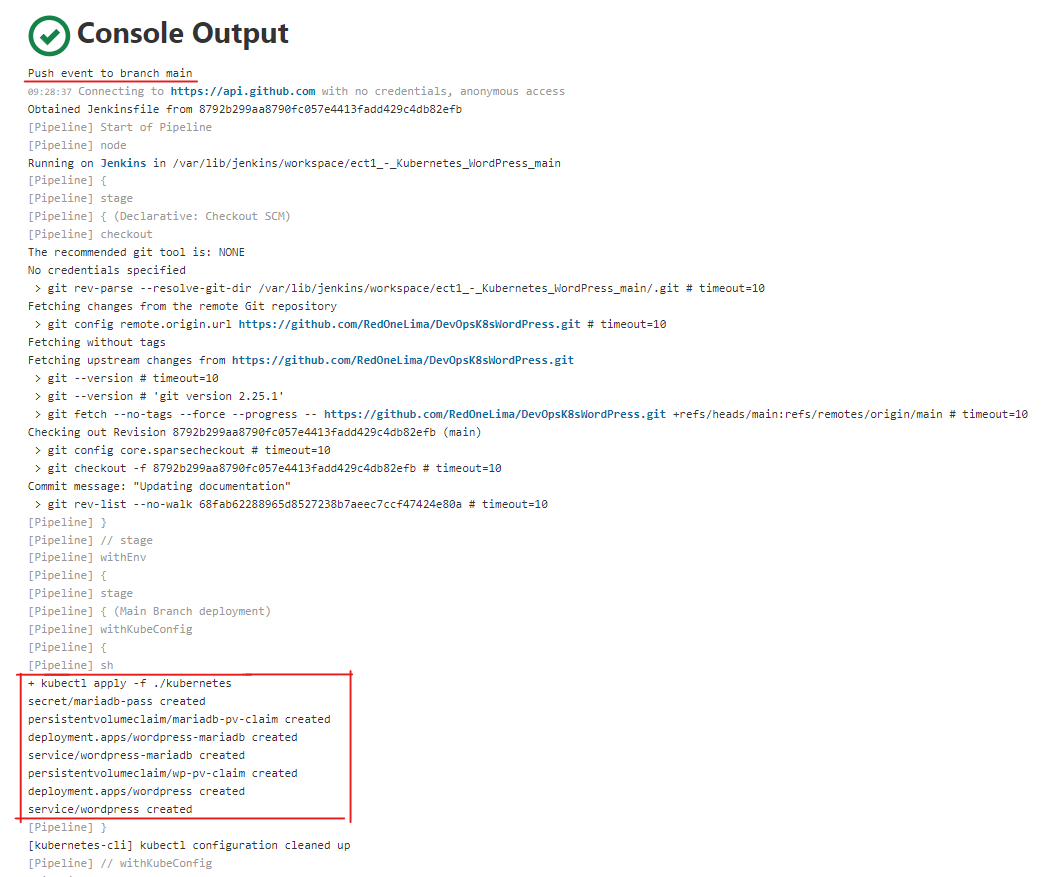 Console Output
Push event to branch main
09:28:37 Connecting to https://api.github.com with no credentials, anonymous access
Obtained Jenkinsfile from 8792b299aa8790fc057e4413fadd429c4db82efb
[Pipeline] Start of Pipeline
[Pipeline] node
Running on Jenkins in /var/lib/jenkins/workspace/ect1_-_Kubernetes_WordPress_main
[Pipeline] {
[Pipeline] stage
[Pipeline] { (Declarative: Checkout SCM)
[Pipeline] checkout
The recommended git tool is: NONE
No credentials specified
 > git rev-parse --resolve-git-dir /var/lib/jenkins/workspace/ect1_-_Kubernetes_WordPress_main/.git # timeout=10
Fetching changes from the remote Git repository
 > git config remote.origin.url https://github.com/RedOneLima/DevOpsK8sWordPress.git # timeout=10
Fetching without tags
Fetching upstream changes from https://github.com/RedOneLima/DevOpsK8sWordPress.git
 > git --version # timeout=10
 > git --version # 'git version 2.25.1'
 > git fetch --no-tags --force --progress -- https://github.com/RedOneLima/DevOpsK8sWordPress.git +refs/heads/main:refs/remotes/origin/main # timeout=10
Checking out Revision 8792b299aa8790fc057e4413fadd429c4db82efb (main)
 > git config core.sparsecheckout # timeout=10
 > git checkout -f 8792b299aa8790fc057e4413fadd429c4db82efb # timeout=10
Commit message: "Updating documentation"
 > git rev-list --no-walk 68fab62288965d8527238b7aeec7ccf47424e80a # timeout=10
[Pipeline] }
[Pipeline] // stage
[Pipeline] withEnv
[Pipeline] {
[Pipeline] stage
[Pipeline] { (Main Branch deployment)
[Pipeline] withKubeConfig
[Pipeline] {
[Pipeline] sh
+ kubectl apply -f ./kubernetes
secret/mariadb-pass created
persistentvolumeclaim/mariadb-pv-claim created
deployment.apps/wordpress-mariadb created
service/wordpress-mariadb created
persistentvolumeclaim/wp-pv-claim created
deployment.apps/wordpress created
service/wordpress created
[Pipeline] }
[kubernetes-cli] kubectl configuration cleaned up
[Pipeline] // withKubeConfig